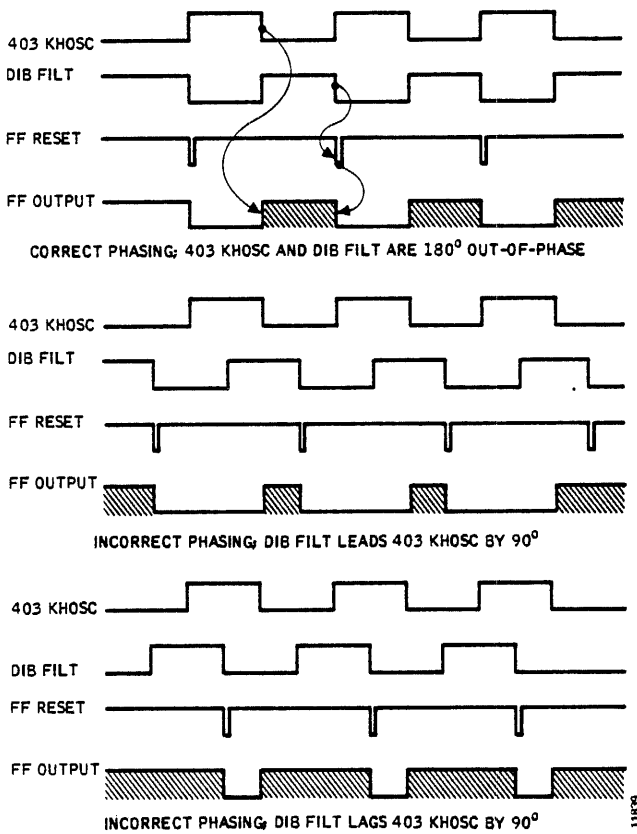 403 KHOSC
DIB FILT
FF RESET
FF OUTPUT
CORRECT PHASING; 403 KHOSC AND DIB FILT ARE 180° OUT-OF-PHASE
403 KHOSC
DIB FILT
FF RESET
FF OUTPUT
INCORRECT PHASING, DIB FILT LEADS 403 KHOSC BY 90°
403 KHOSC
DIB FILT
FF RESET
FF OUTPUT
INCORRECT PHASING, DIB FILT LAGS 403 KHOSC BY 90°
11839